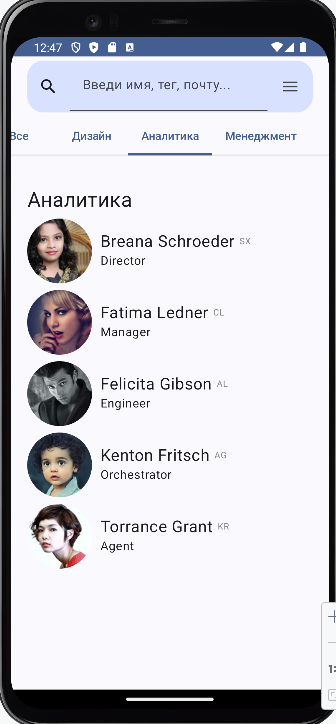 12:47
Введи имя, тег, почту...
Все Дизайн Аналитика Менеджмент
Аналитика
Breana Schroeder SX
Director
Fatima Ledner CL
Manager
Felicita Gibson AL
Engineer
Kenton Fritsch AG
Orchestrator
Torrance Grant KR
Agent